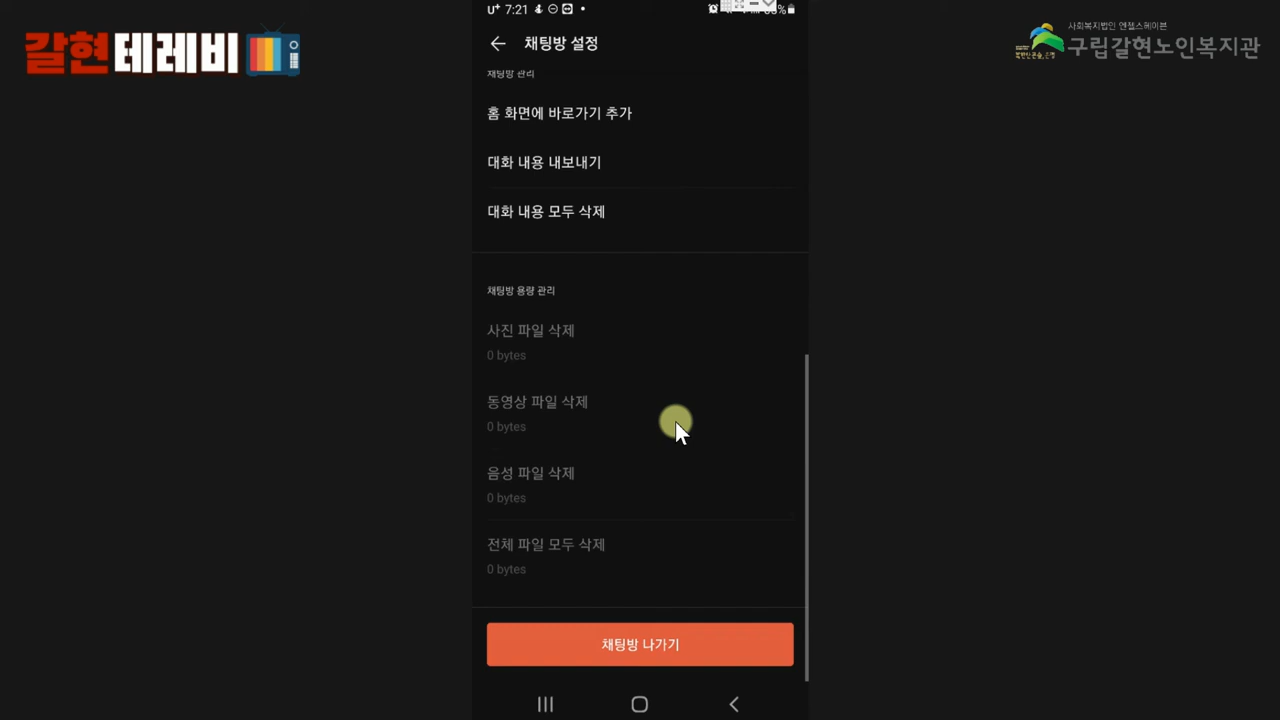 갈현테레비
사회복지법인 엔젤스헤이븐
구립갈현노인복지관
U+ 7:21
채팅방 설정
채팅방 관리
홈 화면에 바로가기 추가
대화 내용 내보내기
대화 내용 모두 삭제
채팅방 용량 관리
사진 파일 삭제
0 bytes
동영상 파일 삭제
0 bytes
음성 파일 삭제
0 bytes
전체 파일 모두 삭제
0 bytes
채팅방 나가기